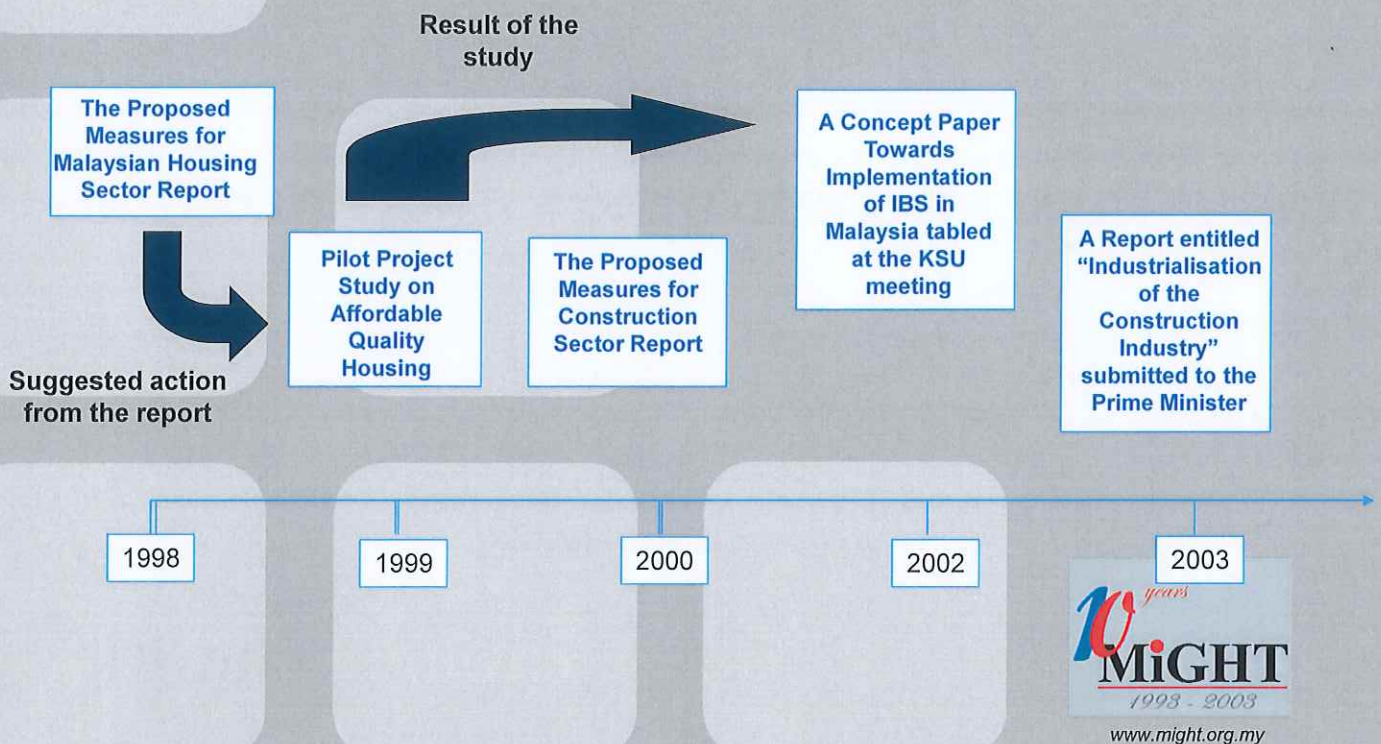 Result of the
study
The Proposed
Measures for
Malaysian Housing
Sector Report
Suggested action
from the report
Pilot Project
Study on
Affordable
Quality
Housing
The Proposed
Measures for
Construction
Sector Report
A Concept Paper
Towards
Implementation
of IBS in
Malaysia tabled
at the KSU
meeting
A Report entitled
“Industrialisation
of the
Construction
Industry”
submitted to the
Prime Minister
1998
1999
2000
2002
2003
10 years
MiGHT
1993 - 2003
www.might.org.my